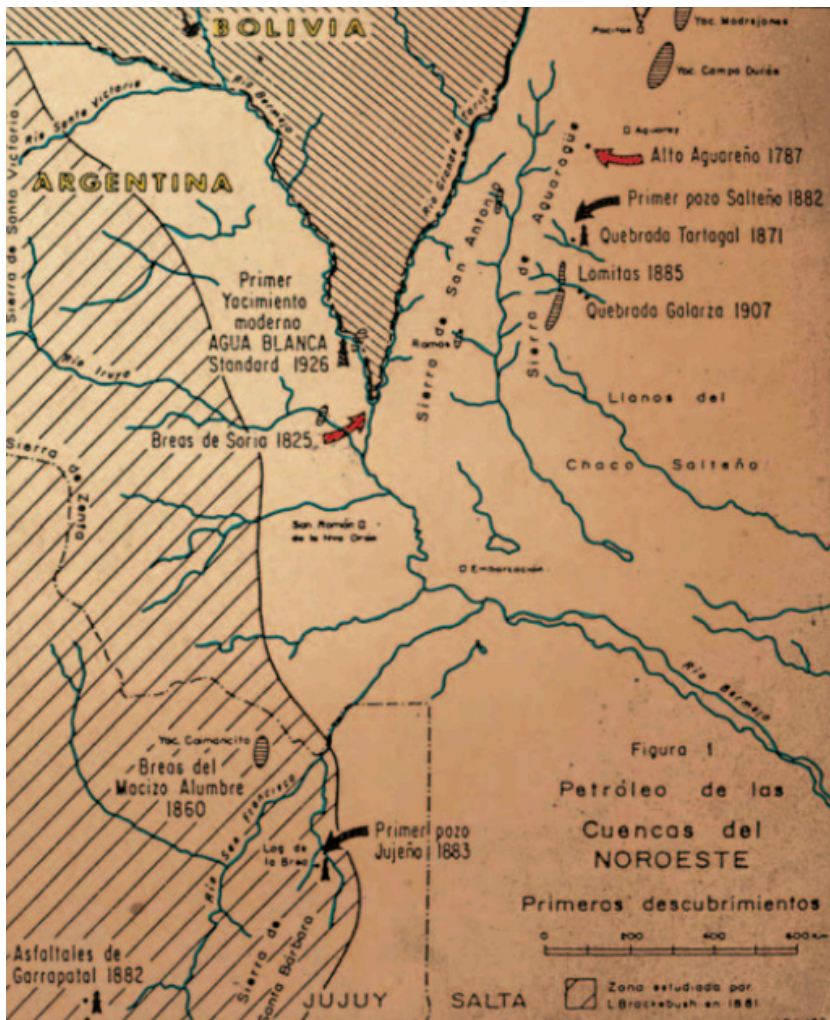 BOLIVIA
Pocitos
Yac. Madrejones
Yac. Campo Durán
Río Bermejo
Río Grande de Tarija
Río Santa Victoria
Sierra de Santa Victoria
ARGENTINA
Aguaray
Alto Aguareño 1787
Primer pozo Salteño 1882
Quebrada Tartagal 1871
Lomitas 1885
Quebrada Galarza 1907
Sierra de Aguaragüe
Sierra de San Antonio
Primer
Yacimiento
moderno
AGUA BLANCA
Standard 1926
Ramos
Río Iruya
Llanos del
Chaco Salteño
Breas de Soria 1825
Sierra de Zenta
San Ramón
de la Nva Orán
Embarcación
Río Bermejo
Yac. Caimancito
Breas del
Macizo Alumbre
1860
Río San Francisco
Lag. de
la Brea
Primer pozo
Jujeño 1883
Figura 1
Petróleo de las
Cuencas del
NOROESTE
Primeros descubrimientos
0 200 400 600 Km
Asfaltales de
Garrapatal 1882
Sierra de
Santa Bárbara
JUJUY
SALTA
Zona estudiada por
L. Brackebush en 1881